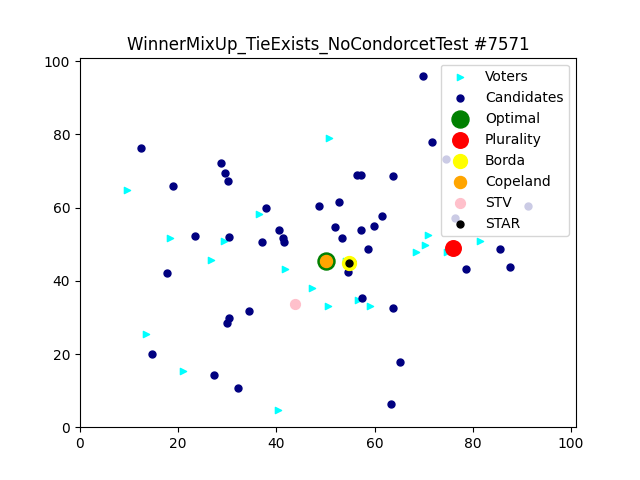 WinnerMixUp_TieExists_NoCondorcetTest #7571
100
80
60
40
20
0
0 20 40 60 80 100
Voters
Candidates
Optimal
Plurality
Borda
Copeland
STV
STAR